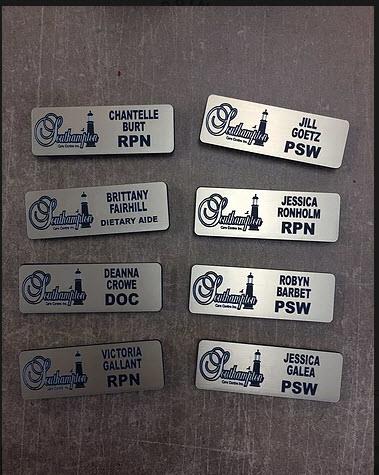 Southampton
Care Centre Inc.
CHANTELLE
BURT
RPN
Southampton
Care Centre Inc.
JILL
GOETZ
PSW
Southampton
Care Centre Inc.
BRITTANY
FAIRHILL
DIETARY AIDE
Southampton
Care Centre Inc.
JESSICA
RONHOLM
RPN
Southampton
Care Centre Inc.
DEANNA
CROWE
DOC
Southampton
Care Centre Inc.
ROBYN
BARBET
PSW
Southampton
Care Centre Inc.
VICTORIA
GALLANT
RPN
Southampton
Care Centre Inc.
JESSICA
GALEA
PSW